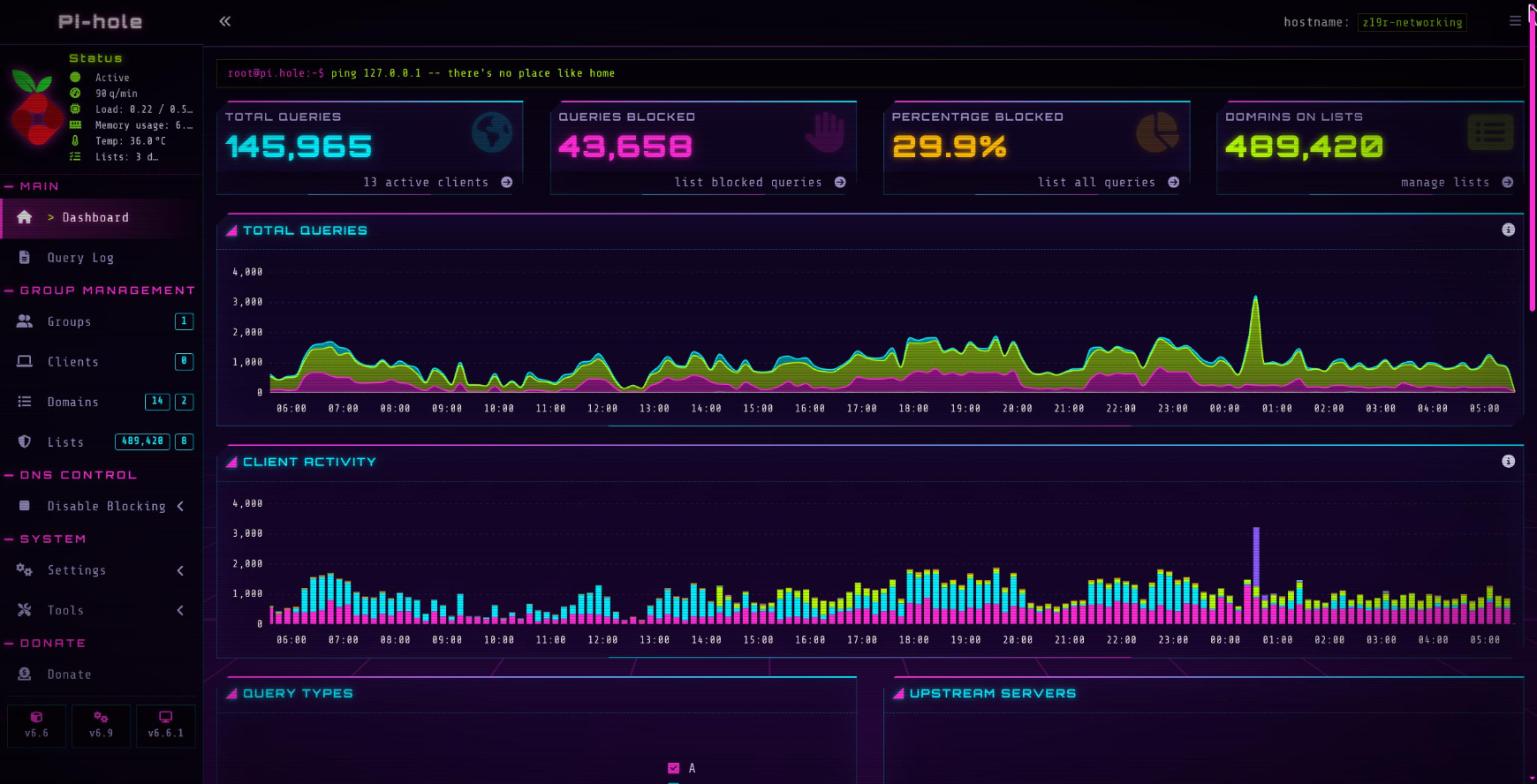 Pi-hole
hostname: z19r-networking
Status
Active
90 q/min
Load: 0.22 / 0.5…
Memory usage: 6.…
Temp: 36.0°C
Lists: 3 d…
MAIN
> Dashboard
Query Log
GROUP MANAGEMENT
Groups 1
Clients 0
Domains 14 2
Lists 489,420 8
DNS CONTROL
Disable Blocking
SYSTEM
Settings
Tools
DONATE
Donate
v6.6 v6.9 v6.6.1
root@pi.hole:~$ ping 127.0.0.1 -- there's no place like home
TOTAL QUERIES
145,965
13 active clients
QUERIES BLOCKED
43,658
list blocked queries
PERCENTAGE BLOCKED
29.9%
list all queries
DOMAINS ON LISTS
489,420
manage lists
TOTAL QUERIES
4,000
3,000
2,000
1,000
0
06:00 07:00 08:00 09:00 10:00 11:00 12:00 13:00 14:00 15:00 16:00 17:00 18:00 19:00 20:00 21:00 22:00 23:00 00:00 01:00 02:00 03:00 04:00 05:00
CLIENT ACTIVITY
4,000
3,000
2,000
1,000
0
06:00 07:00 08:00 09:00 10:00 11:00 12:00 13:00 14:00 15:00 16:00 17:00 18:00 19:00 20:00 21:00 22:00 23:00 00:00 01:00 02:00 03:00 04:00 05:00
QUERY TYPES
A
UPSTREAM SERVERS